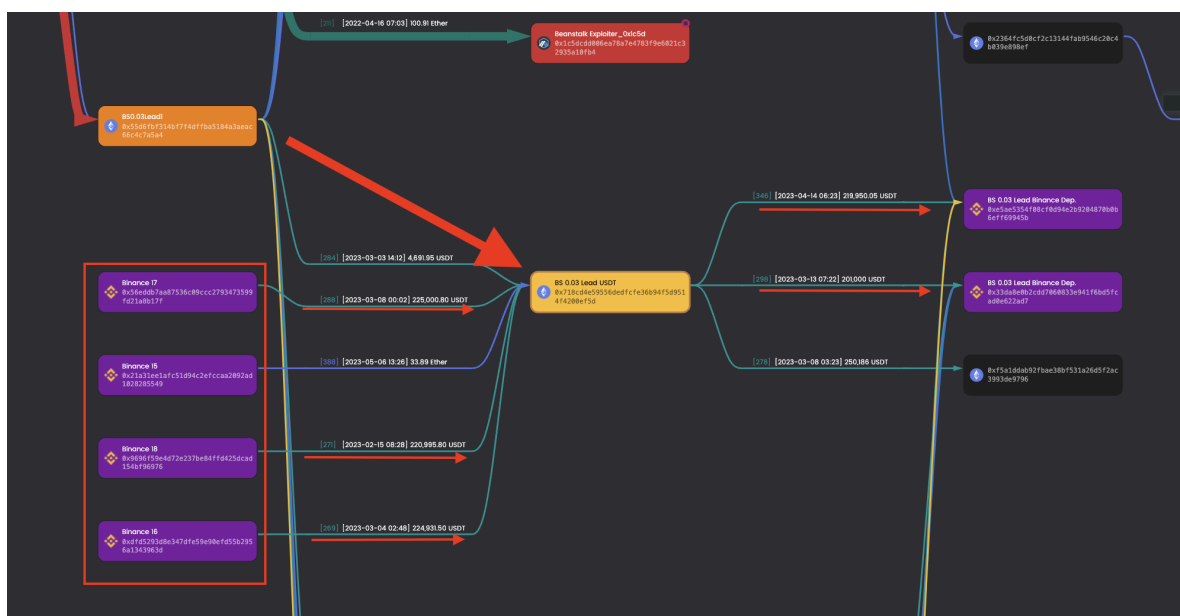 [211] [2022-04-16 07:03] 100.91 Ether
Beanstalk Exploiter_0x1c5d
0x1c5dcdd006ea78a7e4783f9e6021c3
2935a10fb4
0x2364fc5d0cf2c13144fab9546c20c4
b039e898ef
BS0.03Lead1
0x55d6fbf314bf7f4dffba5184a3aeac
66c4c7a5a4
[346] [2023-04-14 06:23] 219,950.05 USDT
BS 0.03 Lead Binance Dep.
0xe5ae5354f08cf0d94e2b9204870b0b
6eff69945b
[284] [2023-03-03 14:12] 4,691.95 USDT
Binance 17
0x56eddb7aa87536c09ccc2793473599
fd21a8b17f
[288] [2023-03-08 00:02] 225,000.80 USDT
BS 0.03 Lead USDT
0x718cd4e59556dedfcfe36b94f5d951
4f4200ef5d
[298] [2023-03-13 07:22] 201,000 USDT
BS 0.03 Lead Binance Dep.
0x33da8e0b2cdd7060833e941f6bd5fc
ad0e622ad7
Binance 15
0x21a31ee1afc51d94c2efccaa2092ad
1028285549
[388] [2023-05-06 13:26] 33.89 Ether
[278] [2023-03-08 03:23] 250,186 USDT
0xf5a1ddab92fbae38bf531a26d5f2ac
3993de9796
Binance 18
0x9696f59e4d72e237be84ffd425dcad
154bf96976
[271] [2023-02-15 08:28] 220,995.80 USDT
Binance 16
0xdfd5293d8e347dfe59e90efd55b295
6a1343963d
[269] [2023-03-04 02:48] 224,931.50 USDT